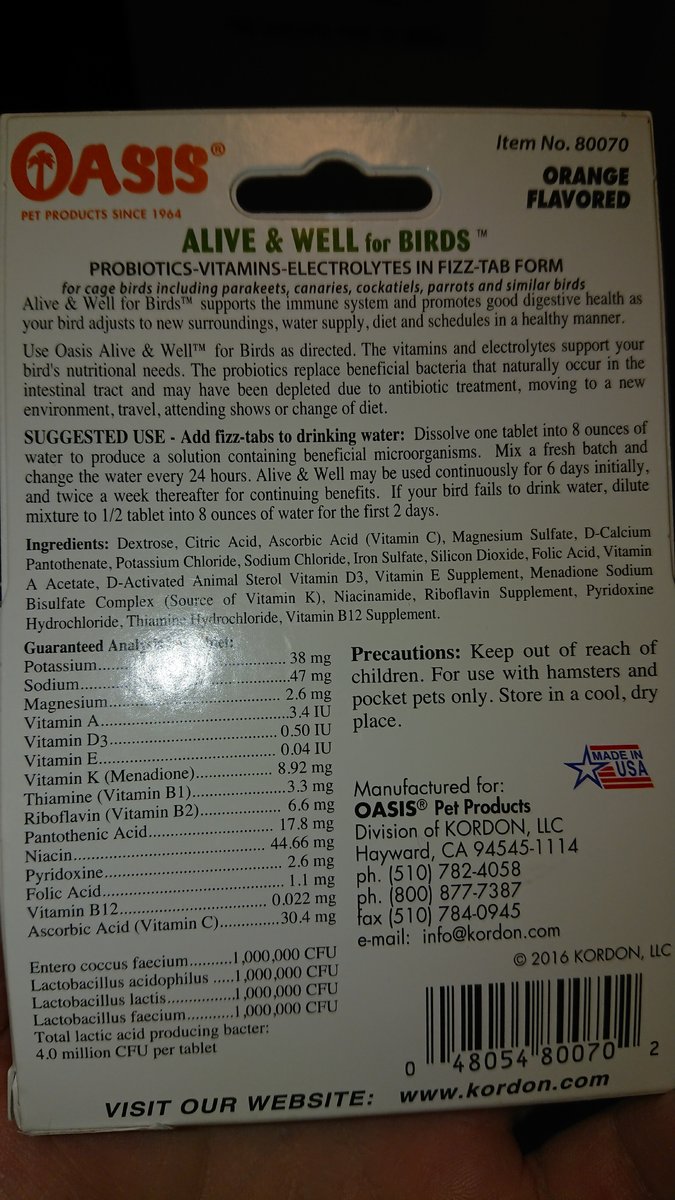 OASIS®
PET PRODUCTS SINCE 1964
Item No. 80070
ORANGE
FLAVORED
ALIVE & WELL for BIRDS ™
PROBIOTICS-VITAMINS-ELECTROLYTES IN FIZZ-TAB FORM
for cage birds including parakeets, canaries, cockatiels, parrots and similar birds
Alive & Well for Birds™ supports the immune system and promotes good digestive health as
your bird adjusts to new surroundings, water supply, diet and schedules in a healthy manner.
Use Oasis Alive & Well™ for Birds as directed. The vitamins and electrolytes support your
bird's nutritional needs. The probiotics replace beneficial bacteria that naturally occur in the
intestinal tract and may have been depleted due to antibiotic treatment, moving to a new
environment, travel, attending shows or change of diet.
SUGGESTED USE - Add fizz-tabs to drinking water: Dissolve one tablet into 8 ounces of
water to produce a solution containing beneficial microorganisms. Mix a fresh batch and
change the water every 24 hours. Alive & Well may be used continuously for 6 days initially,
and twice a week thereafter for continuing benefits. If your bird fails to drink water, dilute
mixture to 1/2 tablet into 8 ounces of water for the first 2 days.
Ingredients: Dextrose, Citric Acid, Ascorbic Acid (Vitamin C), Magnesium Sulfate, D-Calcium
Pantothenate, Potassium Chloride, Sodium Chloride, Iron Sulfate, Silicon Dioxide, Folic Acid, Vitamin
A Acetate, D-Activated Animal Sterol Vitamin D3, Vitamin E Supplement, Menadione Sodium
Bisulfate Complex (Source of Vitamin K), Niacinamide, Riboflavin Supplement, Pyridoxine
Hydrochloride, Thiamine Hydrochloride, Vitamin B12 Supplement.
Guaranteed
Potassium.......... 38 mg
Sodium..........47 mg
Magnesium.......... 2.6 mg
Vitamin A..........3.4 IU
Vitamin D3.......... 0.50 IU
Vitamin E.......... 0.04 IU
Vitamin K (Menadione).......... 8.92 mg
Thiamine (Vitamin B1)..........3.3 mg
Riboflavin (Vitamin B2).......... 6.6 mg
Pantothenic Acid.......... 17.8 mg
Niacin.......... 44.66 mg
Pyridoxine.......... 2.6 mg
Folic Acid.......... 1.1 mg
Vitamin B12.......... 0.022 mg
Ascorbic Acid (Vitamin C)..........30.4 mg
Entero coccus faecium..........1,000,000 CFU
Lactobacillus acidophilus .....1,000,000 CFU
Lactobacillus lactis..........1,000,000 CFU
Lactobacillus faecium..........1,000,000 CFU
Total lactic acid producing bacter:
4.0 million CFU per tablet
Precautions: Keep out of reach of
children. For use with hamsters and
pocket pets only. Store in a cool, dry
place.
MADE IN
USA
Manufactured for:
OASIS® Pet Products
Division of KORDON, LLC
Hayward, CA 94545-1114
ph. (510) 782-4058
ph. (800) 877-7387
fax (510) 784-0945
e-mail: info@kordon.com
© 2016 KORDON, LLC
0 48054 80070 2
VISIT OUR WEBSITE: www.kordon.com